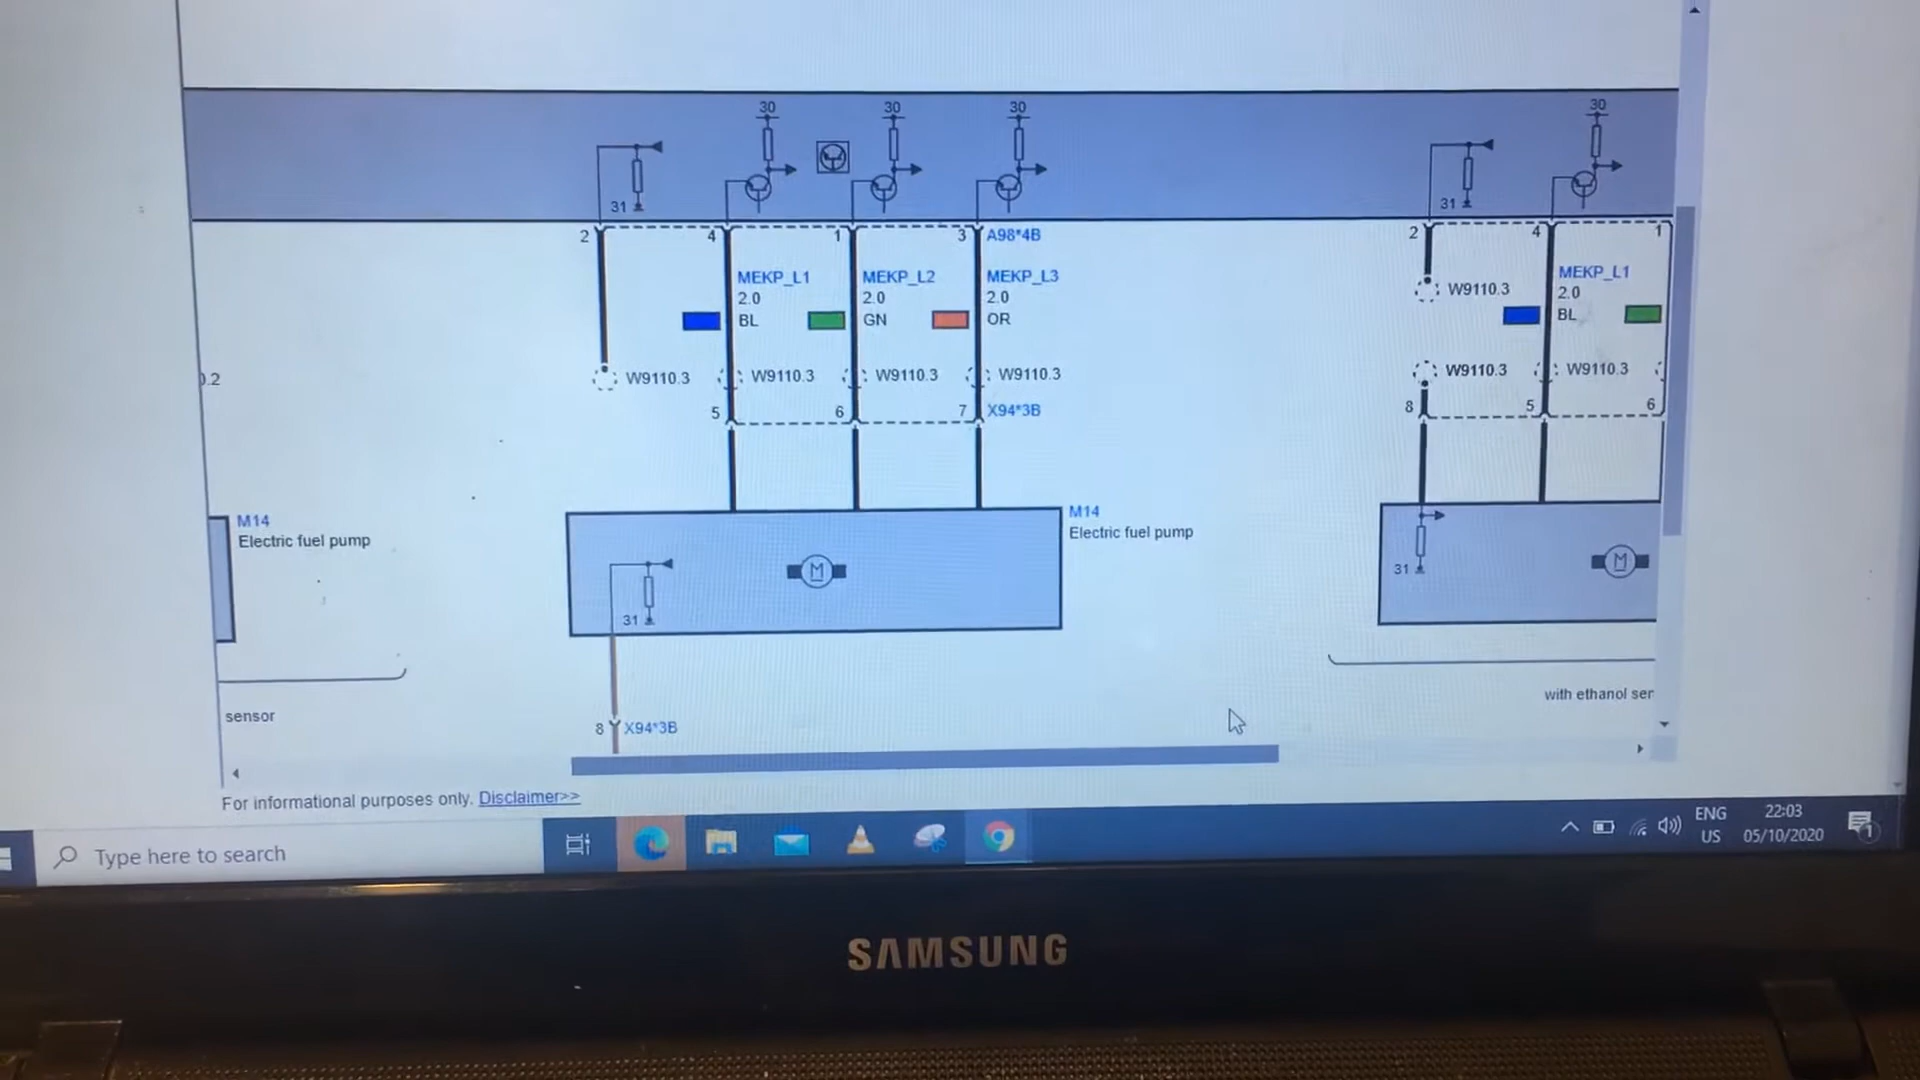 30 30 30 30
31 31
2 4 1 3 A98*4B 2 4 1
MEKP_L1 MEKP_L2 MEKP_L3 MEKP_L1
2.0 2.0 2.0 2.0
BL GN OR BL
W9110.3
0.2 W9110.3 W9110.3 W9110.3 W9110.3 W9110.3 W9110.3
5 6 7 X94*3B 8 5 6
M14 M14
Electric fuel pump Electric fuel pump
M M
31 31
sensor with ethanol ser
8 X94*3B
For informational purposes only. Disclaimer>>
Type here to search
ENG 22:03
US 05/10/2020 1
SAMSUNG